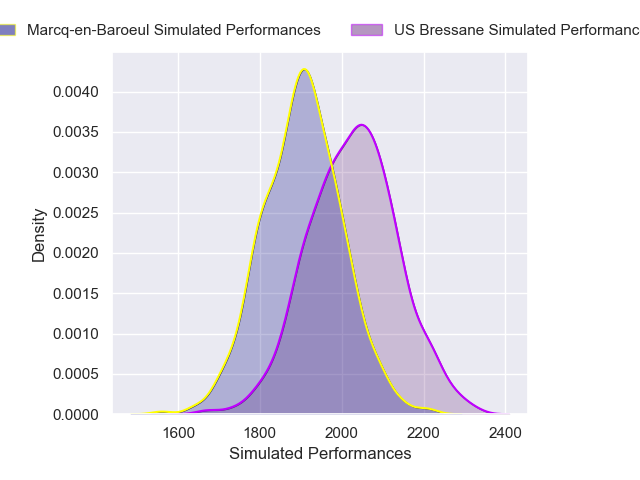 Marcq-en-Baroeul Simulated Performances
US Bressane Simulated
0.0040
0.0035
0.0030
0.0025
0.0020
0.0015
0.0010
0.0005
0.0000
Density
1600 1800 2000 2200 2400
Simulated Performances